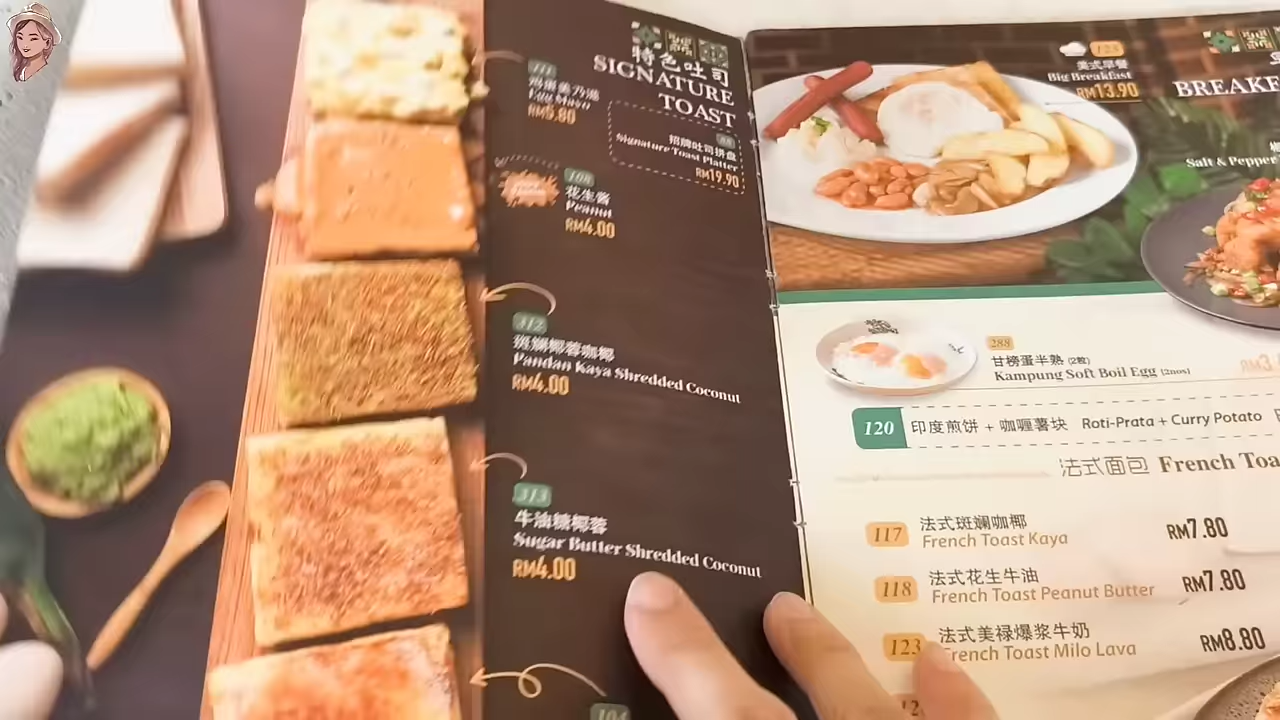 特色吐司
SIGNATURE
TOAST
招牌吐司拼盘
Signature Toast Platter
RM19.90
111
Egg Mayo
RM5.80
108
花生酱
Peanut
RM4.00
312
斑斓椰蓉咖椰
Pandan Kaya Shredded Coconut
RM4.00
313
牛油糖椰蓉
Sugar Butter Shredded Coconut
RM4.00
104
125
美式早餐
Big Breakfast
RM13.90
BREAKF
Salt & Pepper
288
甘榜蛋半熟 (2粒)
Kampung Soft Boil Egg (2nos)
RM3.
120 印度煎饼 + 咖喱薯块 Roti-Prata + Curry Potato
法式面包 French Toa
117 法式斑斓咖椰 RM7.80
French Toast Kaya
118 法式花生牛油 RM7.80
French Toast Peanut Butter
123 法式美禄爆浆牛奶 RM8.80
French Toast Milo Lava